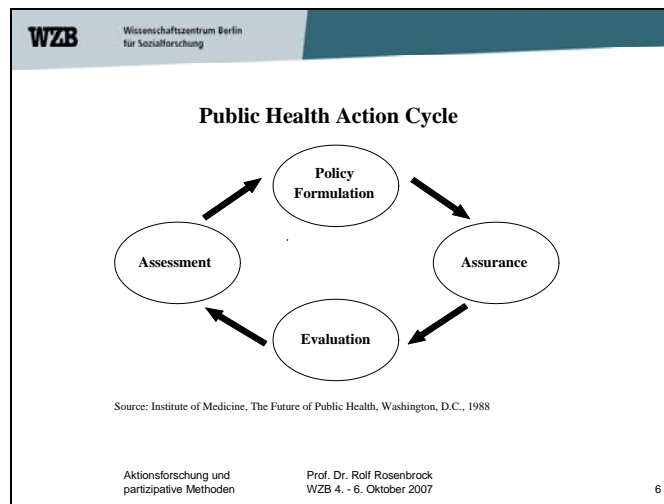 WZB
Wissenschaftszentrum Berlin
für Sozialforschung
Public Health Action Cycle
Policy
Formulation
Assessment
Assurance
Evaluation
Source: Institute of Medicine, The Future of Public Health, Washington, D.C., 1988
Aktionsforschung und
partizipative Methoden
Prof. Dr. Rolf Rosenbrock
WZB 4. - 6. Oktober 2007
6